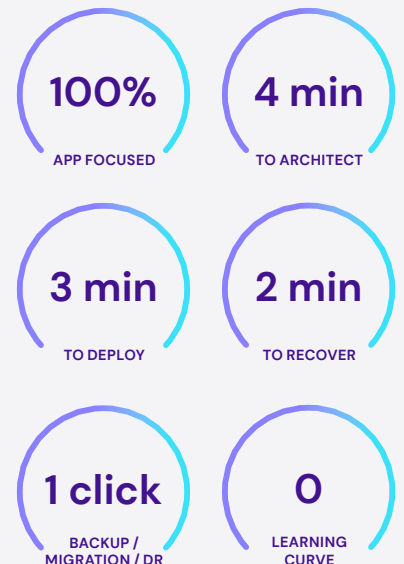 100%
APP FOCUSED
4 min
TO ARCHITECT
3 min
TO DEPLOY
2 min
TO RECOVER
1 click
BACKUP /
MIGRATION / DR
0
LEARNING
CURVE